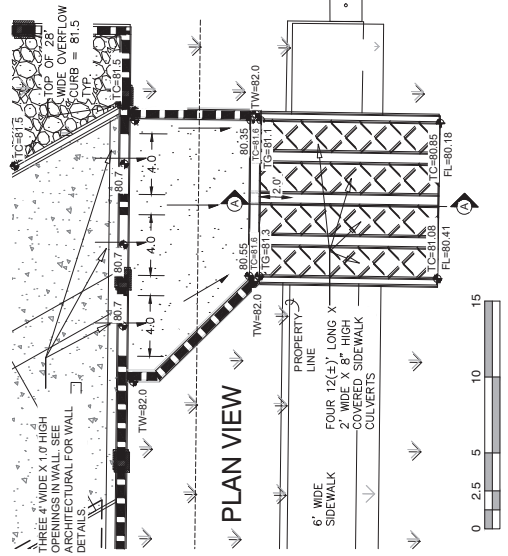 TOP OF 28'
WIDE OVERFLOW
CURB = 81.5
TYP.
TC=81.5
TC=81.5
TW=82.0
80.35
TC=81.6
TG=81.1
TC=80.85
FL=80.18
80.7
80.7
80.7
4.0
4.0
4.0
2.0'
A
A
80.55
TC=81.6
TG=81.3
TC=81.08
FL=80.41
TW=82.0
TW=82.0
THREE 4' WIDE X 1.0' HIGH
OPENINGS IN WALL. SEE
ARCHITECTURAL FOR WALL
DETAILS.
PLAN VIEW
PROPERTY
LINE
FOUR 12(±)' LONG X
2' WIDE X 8" HIGH
COVERED SIDEWALK
CULVERTS
6' WIDE
SIDEWALK
0 2.5 5 10 15